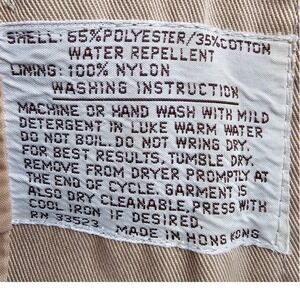 SHELL: 65% POLYESTER/35% COTTON
WATER REPELLENT
LINING: 100% NYLON
WASHING INSTRUCTION
MACHINE OR HAND WASH WITH MILD
DETERGENT IN LUKE WARM WATER
DO NOT BOIL. DO NOT WRING DRY.
FOR BEST RESULTS, TUMBLE DRY.
REMOVE FROM DRYER PROMPTLY AT
THE END OF CYCLE. GARMENT IS
ALSO DRY CLEANABLE, PRESS WITH
COOL IRON IF DESIRED.
RN 33523 MADE IN HONG KONG